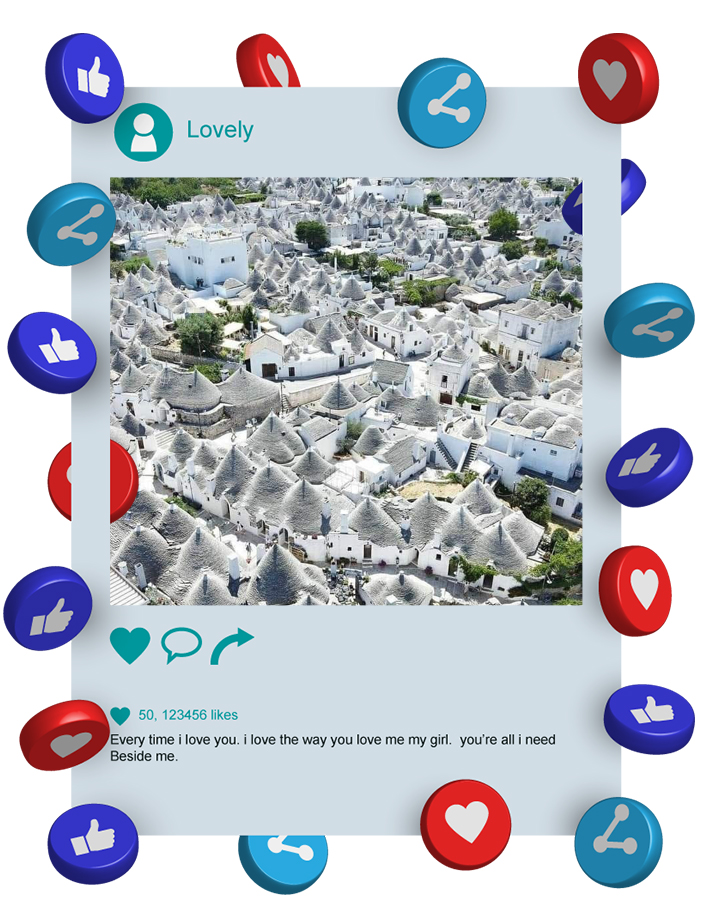 Lovely
50, 123456 likes
Every time i love you. i love the way you love me my girl.  you're all i need
Beside me.